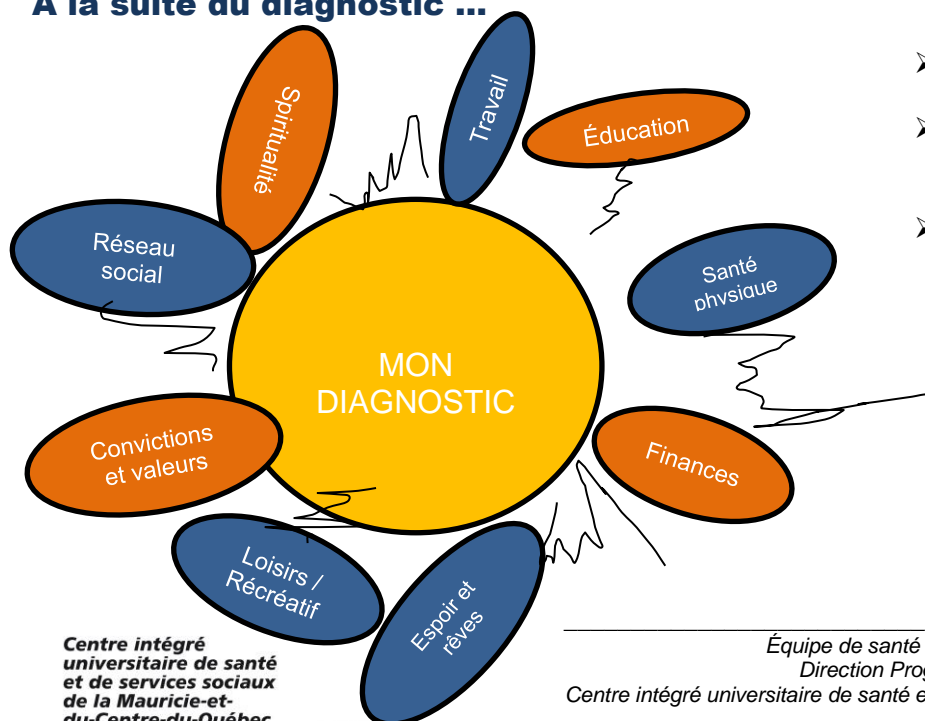 À la suite du diagnostic ...
Spiritualité
Travail
Éducation
Réseau
social
Santé
physique
MON
DIAGNOSTIC
Convictions
et valeurs
Finances
Loisirs /
Récréatif
Espoir et
rêves
Centre intégré
universitaire de santé
et de services sociaux
de la Mauricie-et-
du-Centre-du-Québec
Équipe de santé
Direction Prog
Centre intégré universitaire de santé e